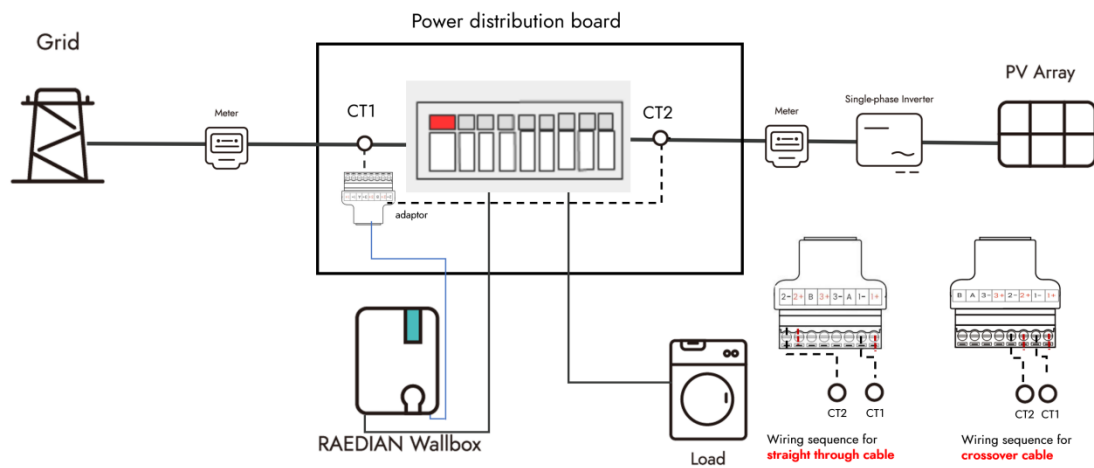 Power distribution board
Grid
PV Array
Meter
CT1
CT2
Meter
Single-phase Inverter
adaptor
2- 2+ B 3+ 3- A 1- 1+
B A 3- 3+ 2- 2+ 1- 1+
CT2 CT1
CT2 CT1
RAEDIAN Wallbox
Load
Wiring sequence for
straight through cable
Wiring sequence for
crossover cable